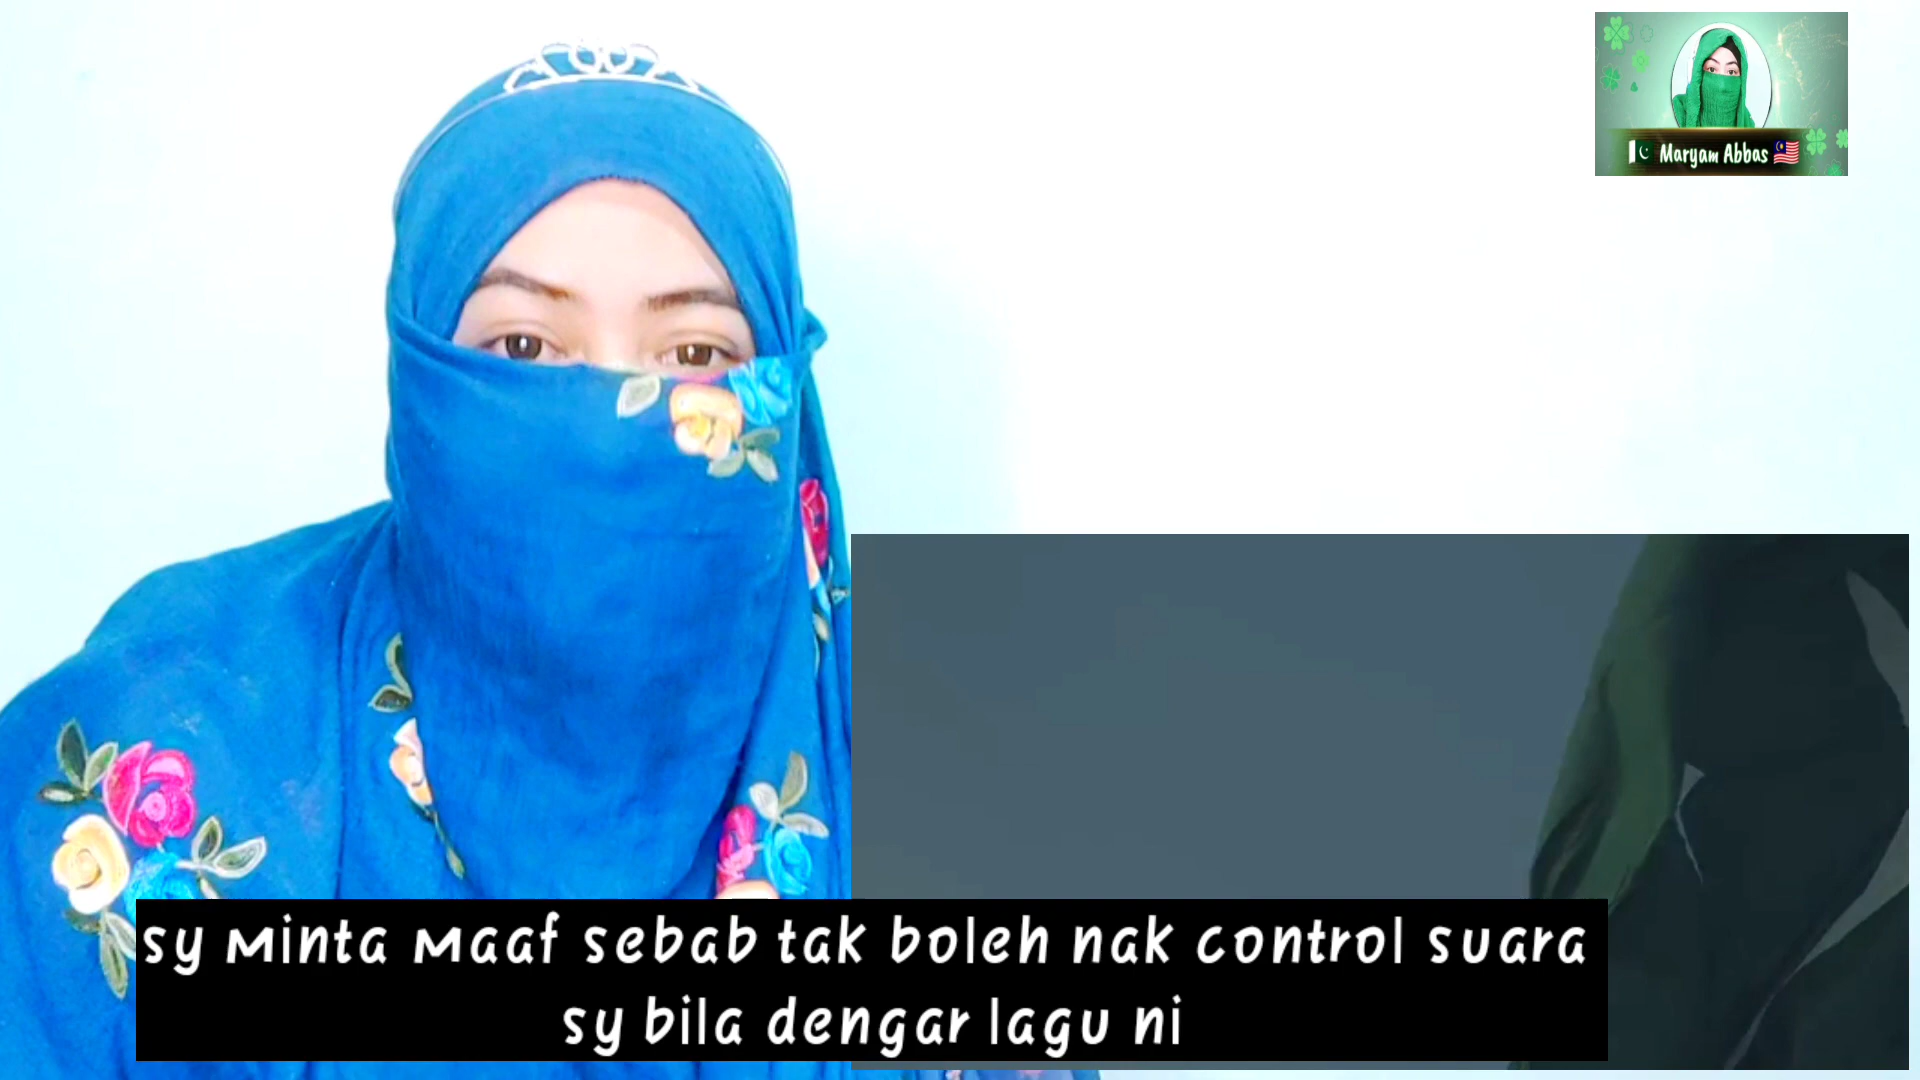 Maryam Abbas
sy minta maaf sebab tak boleh nak control suara
sy bila dengar lagu ni